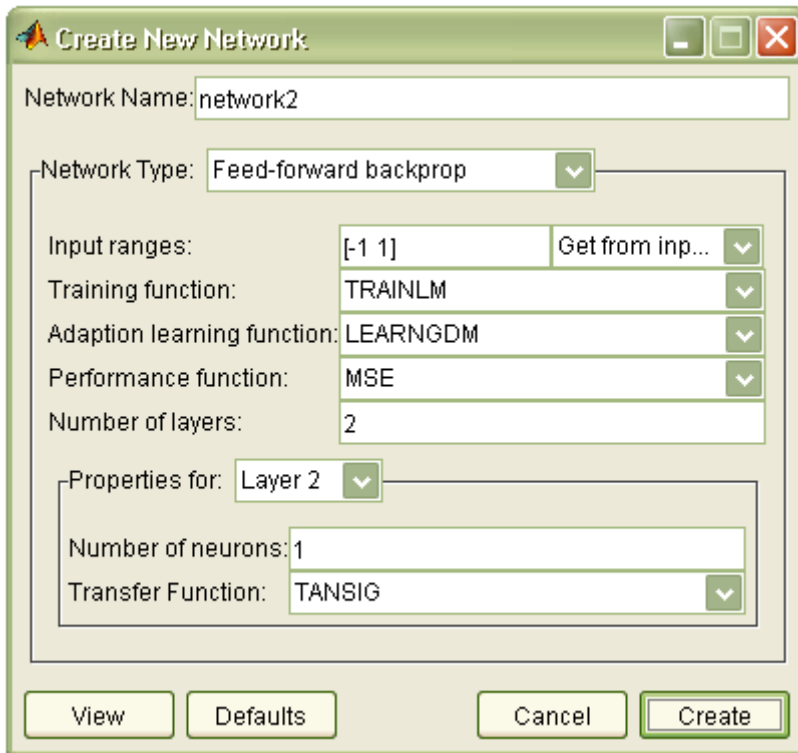 Create New Network
Network Name: network2
Network Type: Feed-forward backprop
Input ranges: [-1 1] Get from inp...
Training function: TRAINLM
Adaption learning function: LEARNGDM
Performance function: MSE
Number of layers: 2
Properties for: Layer 2
Number of neurons: 1
Transfer Function: TANSIG
View Defaults Cancel Create